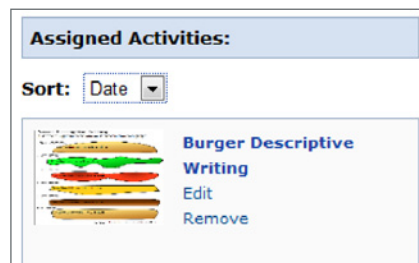 Assigned Activities:
Sort: Date
Burger Descriptive
Writing
Edit
Remove